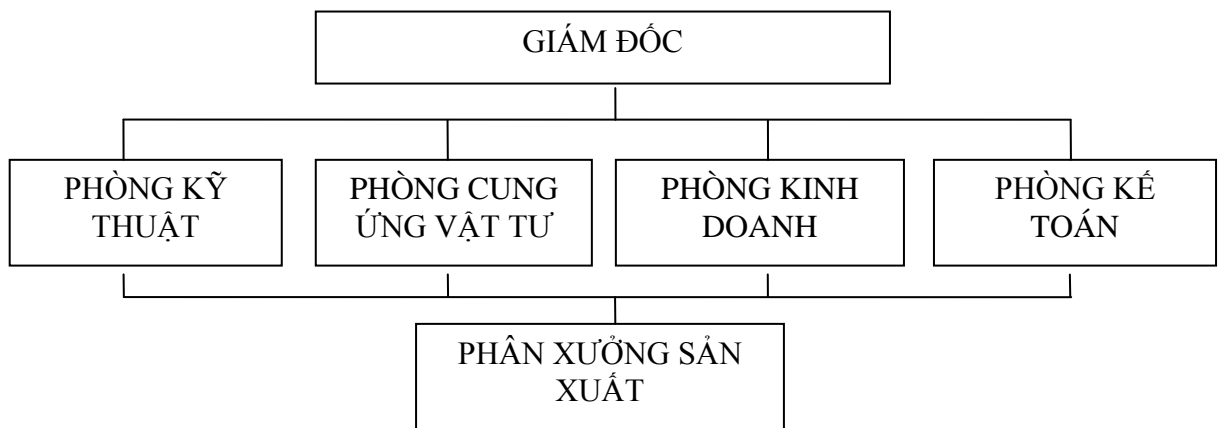 GIÁM ĐỐC
PHÒNG KỸ
THUẬT
PHÒNG CUNG
ỨNG VẬT TƯ
PHÒNG KINH
DOANH
PHÒNG KẾ
TOÁN
PHÂN XƯỞNG SẢN
XUẤT